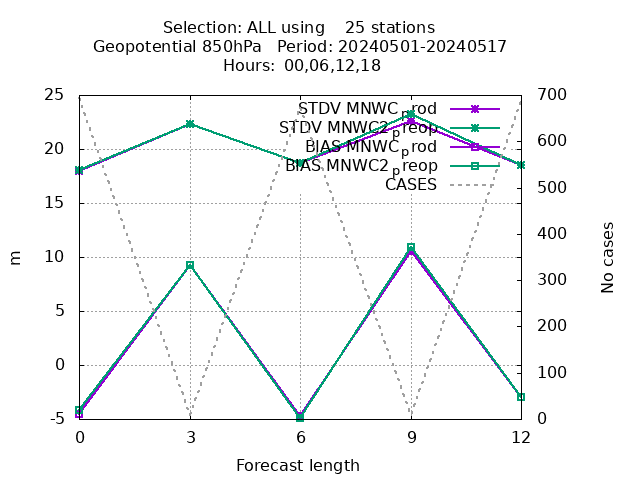 Selection: ALL using    25 stations
Geopotential 850hPa   Period: 20240501-20240517
Hours: 00,06,12,18
STDV MNWC_prod
STDV MNWC2_preop
BIAS MNWC_prod
BIAS MNWC2_preop
CASES
25
20
15
10
5
0
-5
m
700
600
500
400
300
200
100
0
No cases
0 3 6 9 12
Forecast length